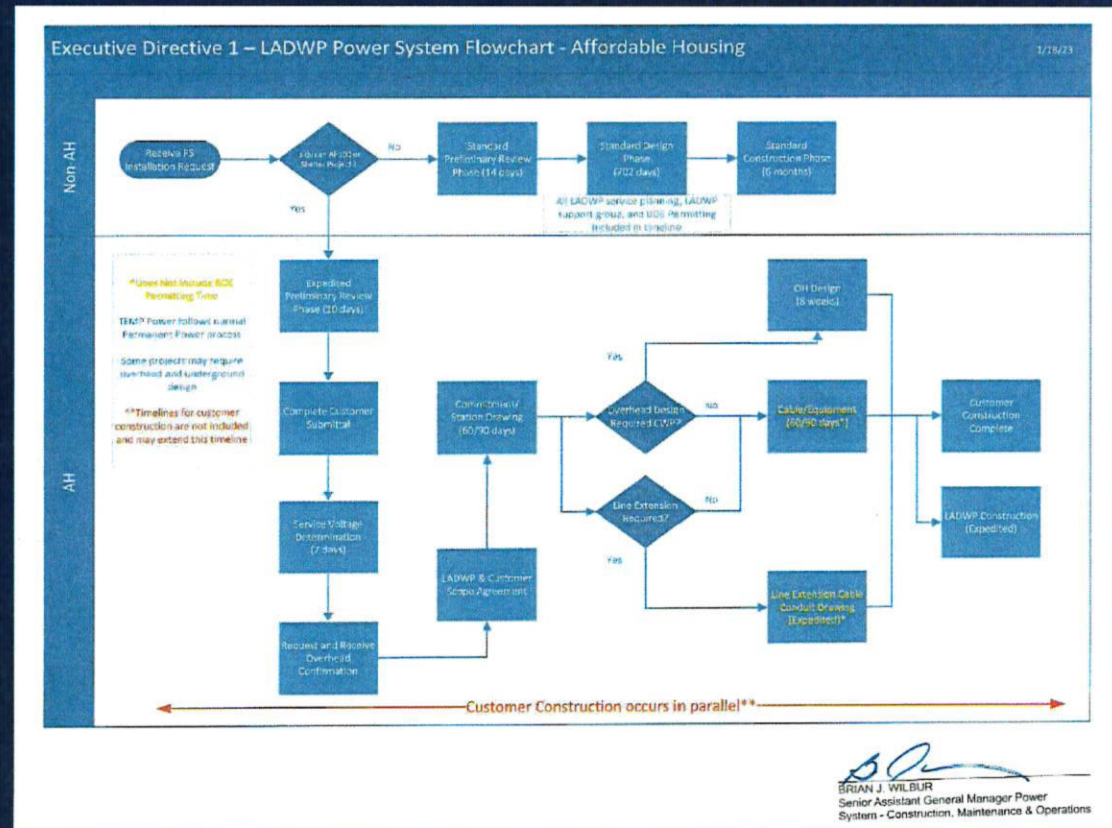 Executive Directive 1 – LADWP Power System Flowchart - Affordable Housing
1/18/23
Non-AH
Receive PS
Installation Request
Shelter Project?
No
Yes
Standard
Preliminary Review
Phase (14 days)
Standard Design
Phase
(202 days)
Standard
Construction Phase
(6 months)
All LADWP service planning, LADWP
support group, and BOE Permitting
included in timeline
AH
*Does Not Include BOE
Permitting Time
TEMP Power follows normal
Permanent Power process
Some projects may require
overhead and underground
design
**Timelines for customer
construction are not included
and may extend this timeline
Expedited
Preliminary Review
Phase (10 days)
Complete Customer
Submittal
Service Voltage
Determination
(7 days)
Request and Receive
Overhead
Confirmation
LADWP & Customer
Scope Agreement
Commitment/
Station Drawing
(60/90 days)
Overhead Design
Required CWP?
Yes
No
Line Extension
Required?
No
Yes
OH Design
(8 weeks)
Cable/Equipment
(60/90 days*)
Line Extension Cable
Conduit Drawing
(Expedited)*
Customer
Construction
Complete
LADWP Construction
(Expedited)
Customer Construction occurs in parallel**
BRIAN J. WILBUR
Senior Assistant General Manager Power
System - Construction, Maintenance & Operations